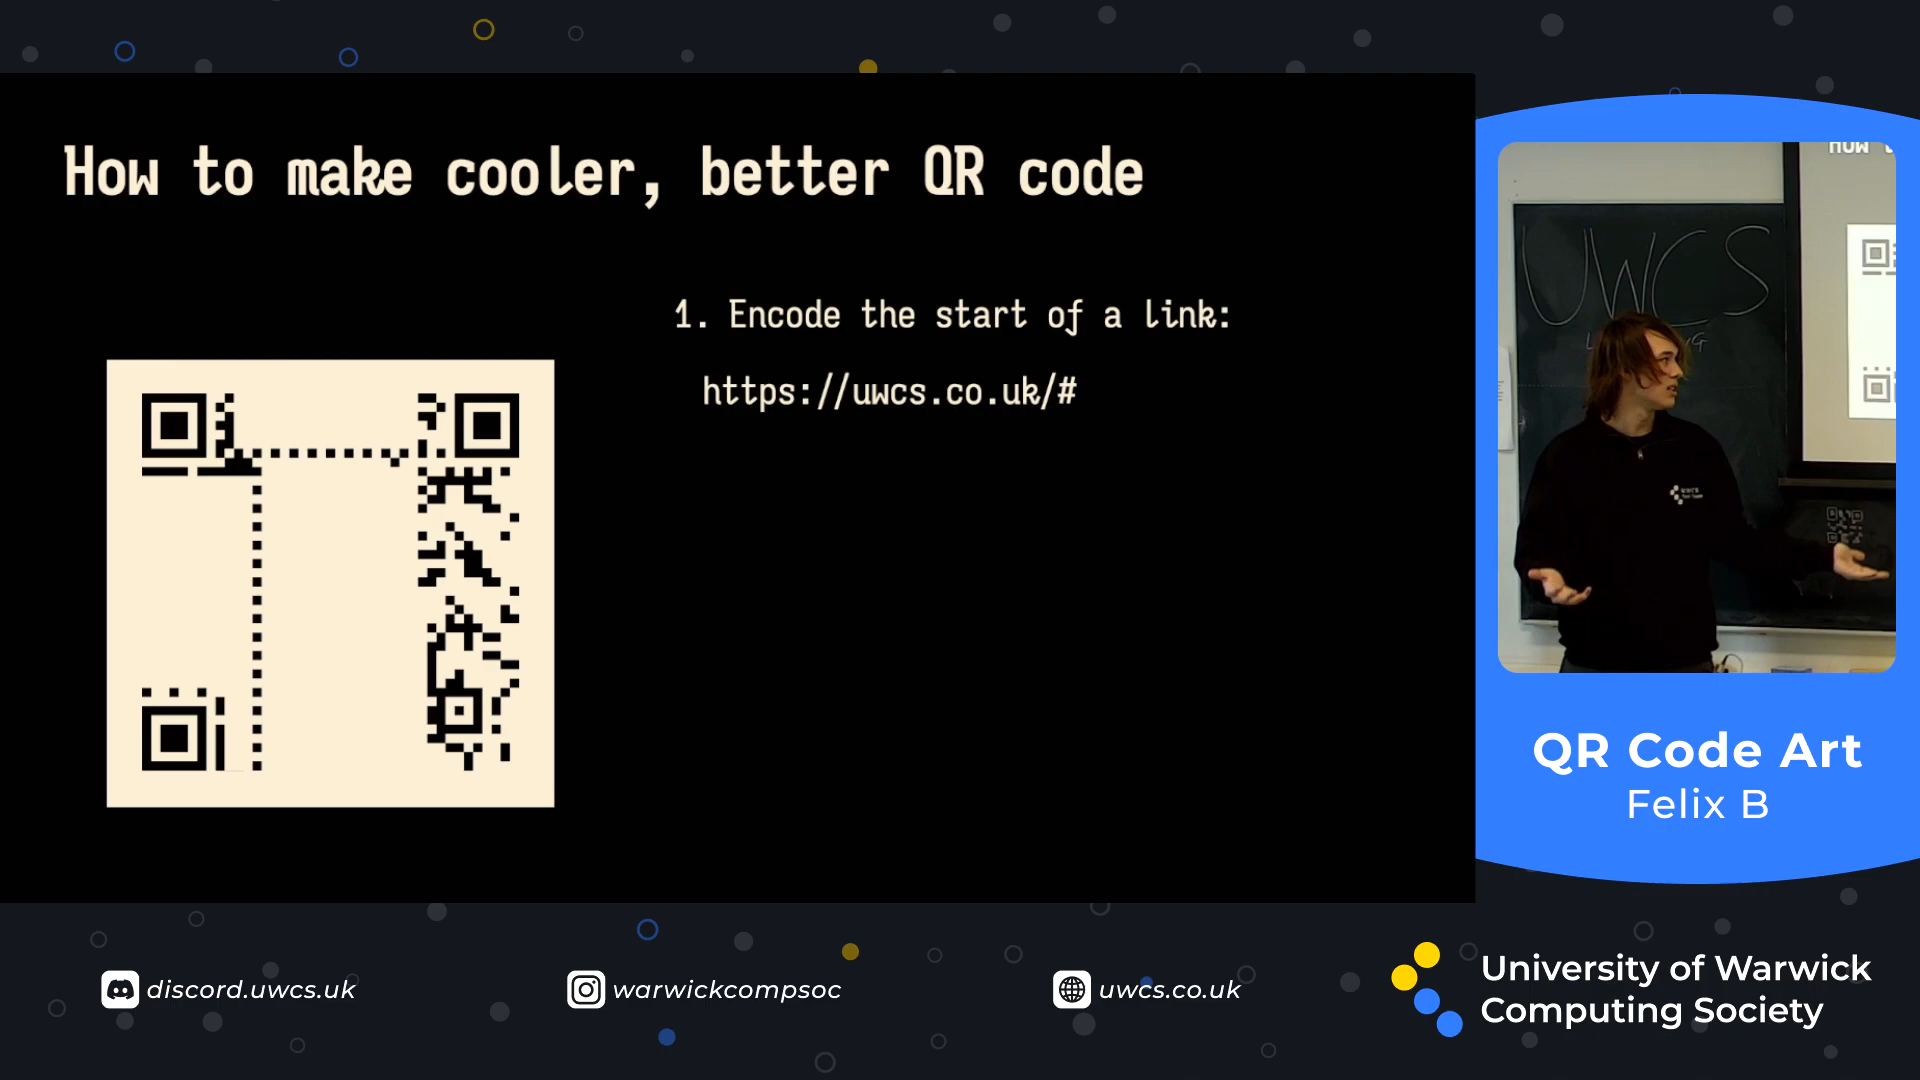 How to make cooler, better QR code
1. Encode the start of a link:
https://uwcs.co.uk/#
UWCS
QR Code Art
Felix B
discord.uwcs.uk
warwickcompsoc
uwcs.co.uk
University of Warwick
Computing Society